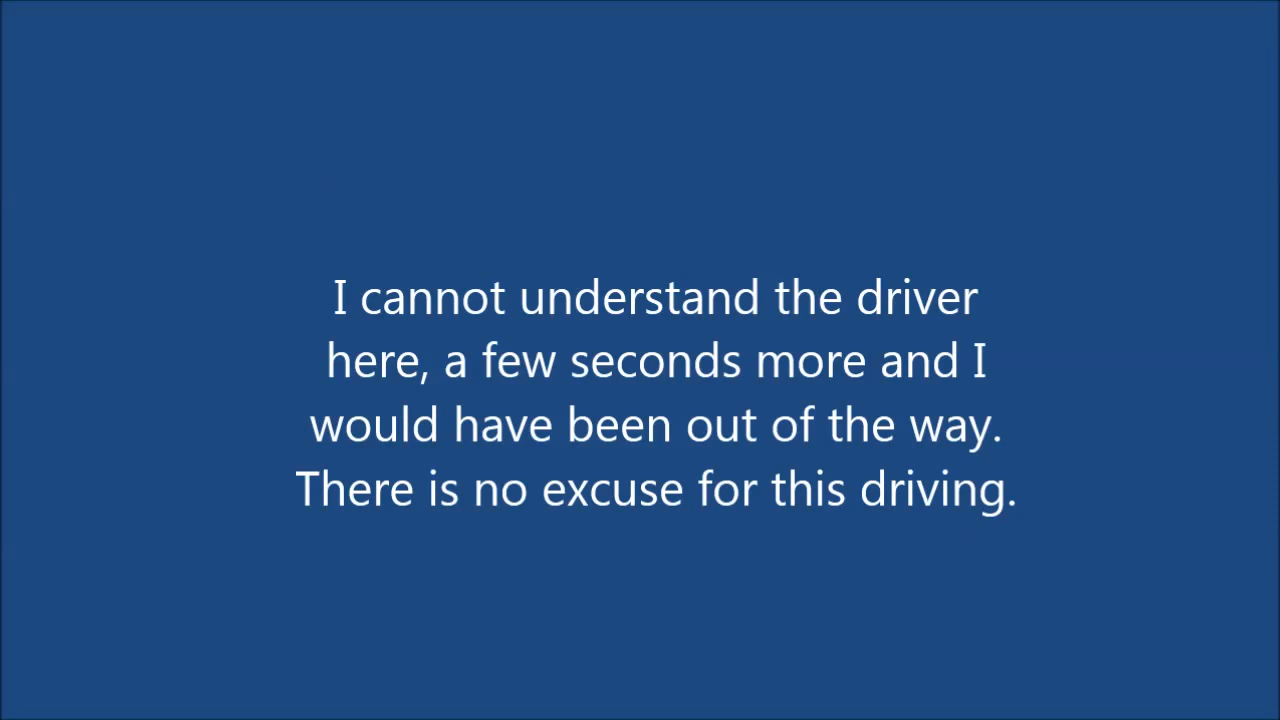 I cannot understand the driver
here, a few seconds more and I
would have been out of the way.
There is no excuse for this driving.